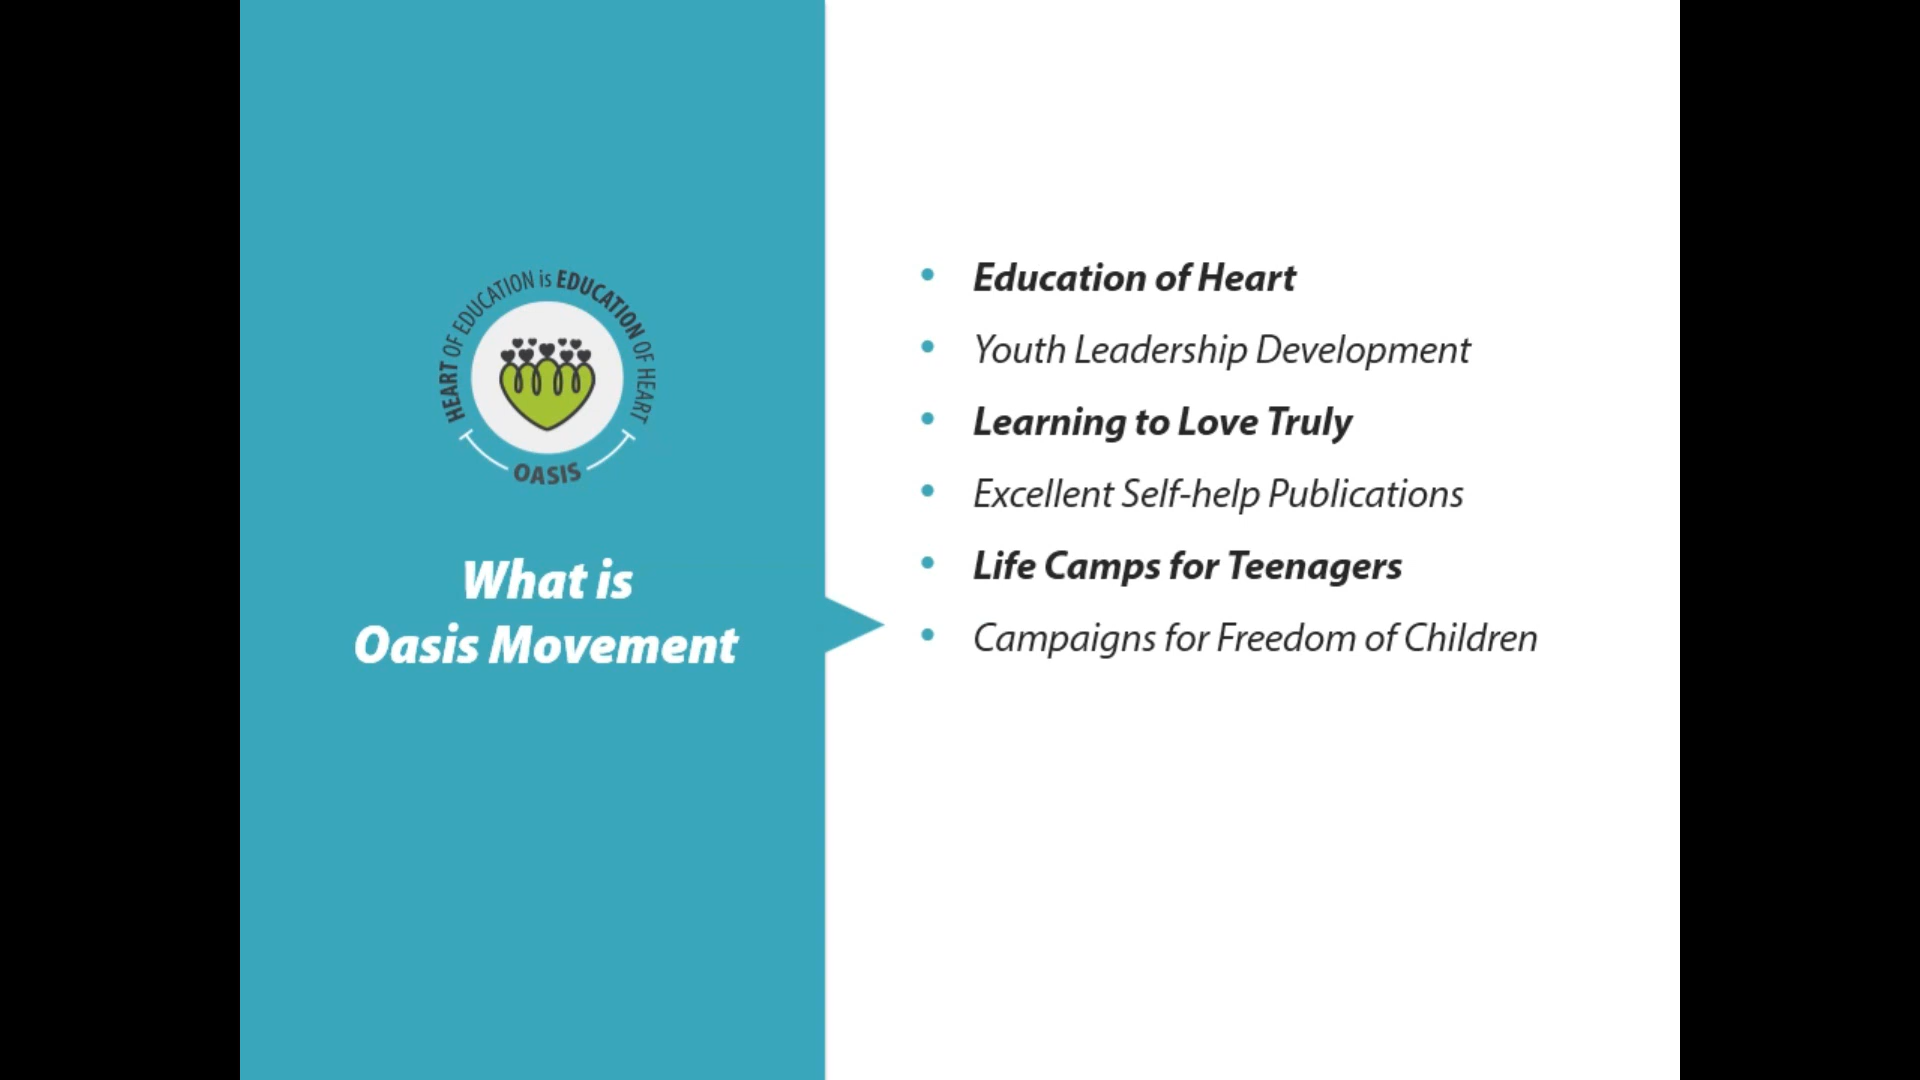 HEART OF EDUCATION is EDUCATION OF HEART
OASIS
What is
Oasis Movement
• Education of Heart
• Youth Leadership Development
• Learning to Love Truly
• Excellent Self-help Publications
• Life Camps for Teenagers
• Campaigns for Freedom of Children